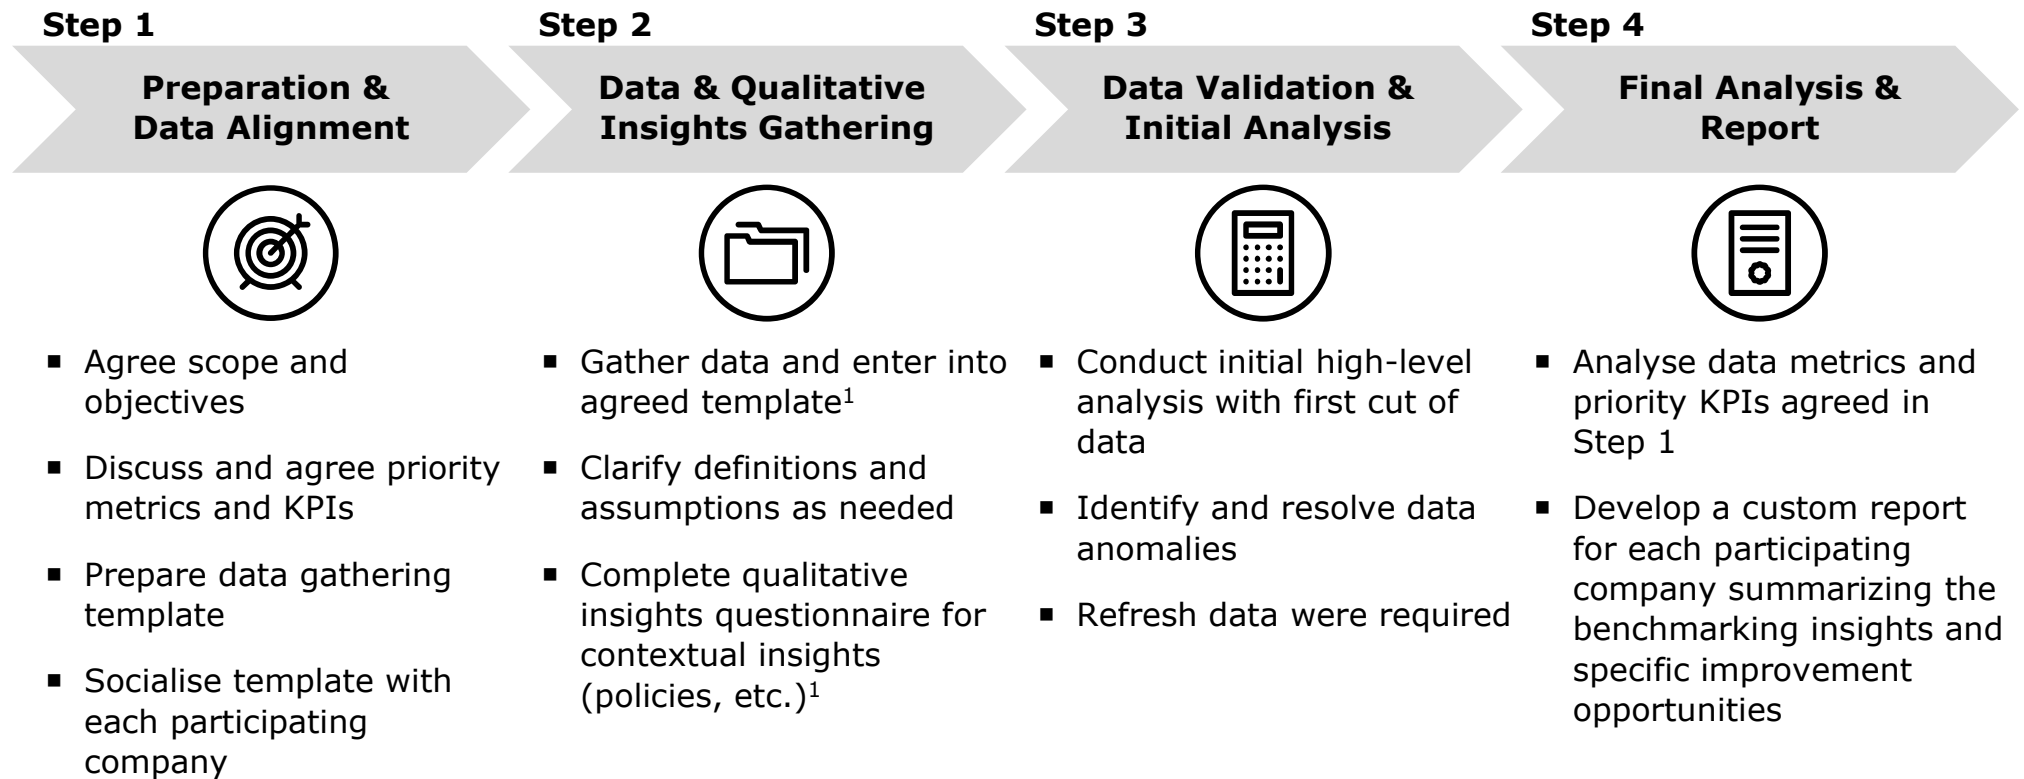 Step 1
Preparation &
Data Alignment
■ Agree scope and
objectives
■ Discuss and agree priority
metrics and KPIs
■ Prepare data gathering
template
■ Socialise template with
each participating
company
Step 2
Data & Qualitative
Insights Gathering
■ Gather data and enter into
agreed template¹
■ Clarify definitions and
assumptions as needed
■ Complete qualitative
insights questionnaire for
contextual insights
(policies, etc.)¹
Step 3
Data Validation &
Initial Analysis
■ Conduct initial high-level
analysis with first cut of
data
■ Identify and resolve data
anomalies
■ Refresh data were required
Step 4
Final Analysis &
Report
■ Analyse data metrics and
priority KPIs agreed in
Step 1
■ Develop a custom report
for each participating
company summarizing the
benchmarking insights and
specific improvement
opportunities